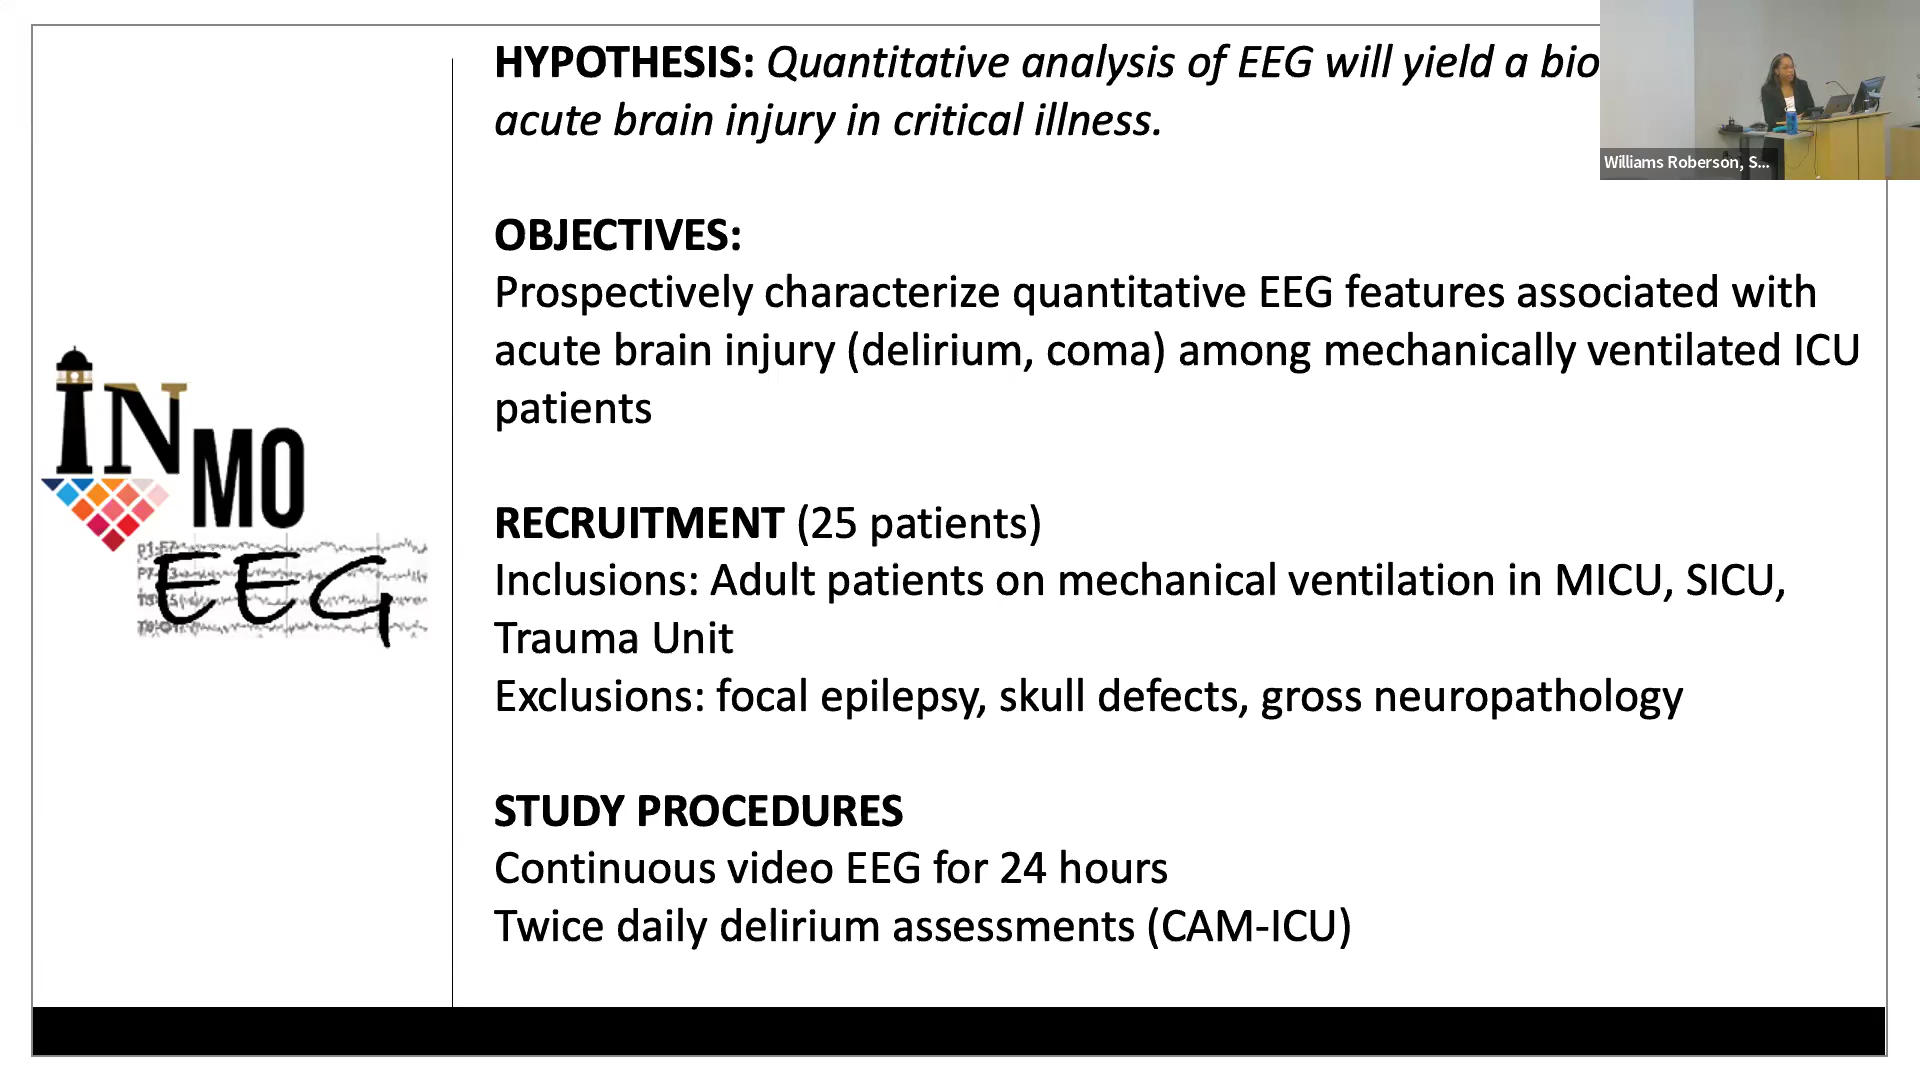 HYPOTHESIS: Quantitative analysis of EEG will yield a bio
acute brain injury in critical illness.
Williams Roberson, S...
OBJECTIVES:
Prospectively characterize quantitative EEG features associated with
acute brain injury (delirium, coma) among mechanically ventilated ICU
patients
IN
MO
EEG
RECRUITMENT (25 patients)
Inclusions: Adult patients on mechanical ventilation in MICU, SICU,
Trauma Unit
Exclusions: focal epilepsy, skull defects, gross neuropathology
STUDY PROCEDURES
Continuous video EEG for 24 hours
Twice daily delirium assessments (CAM-ICU)